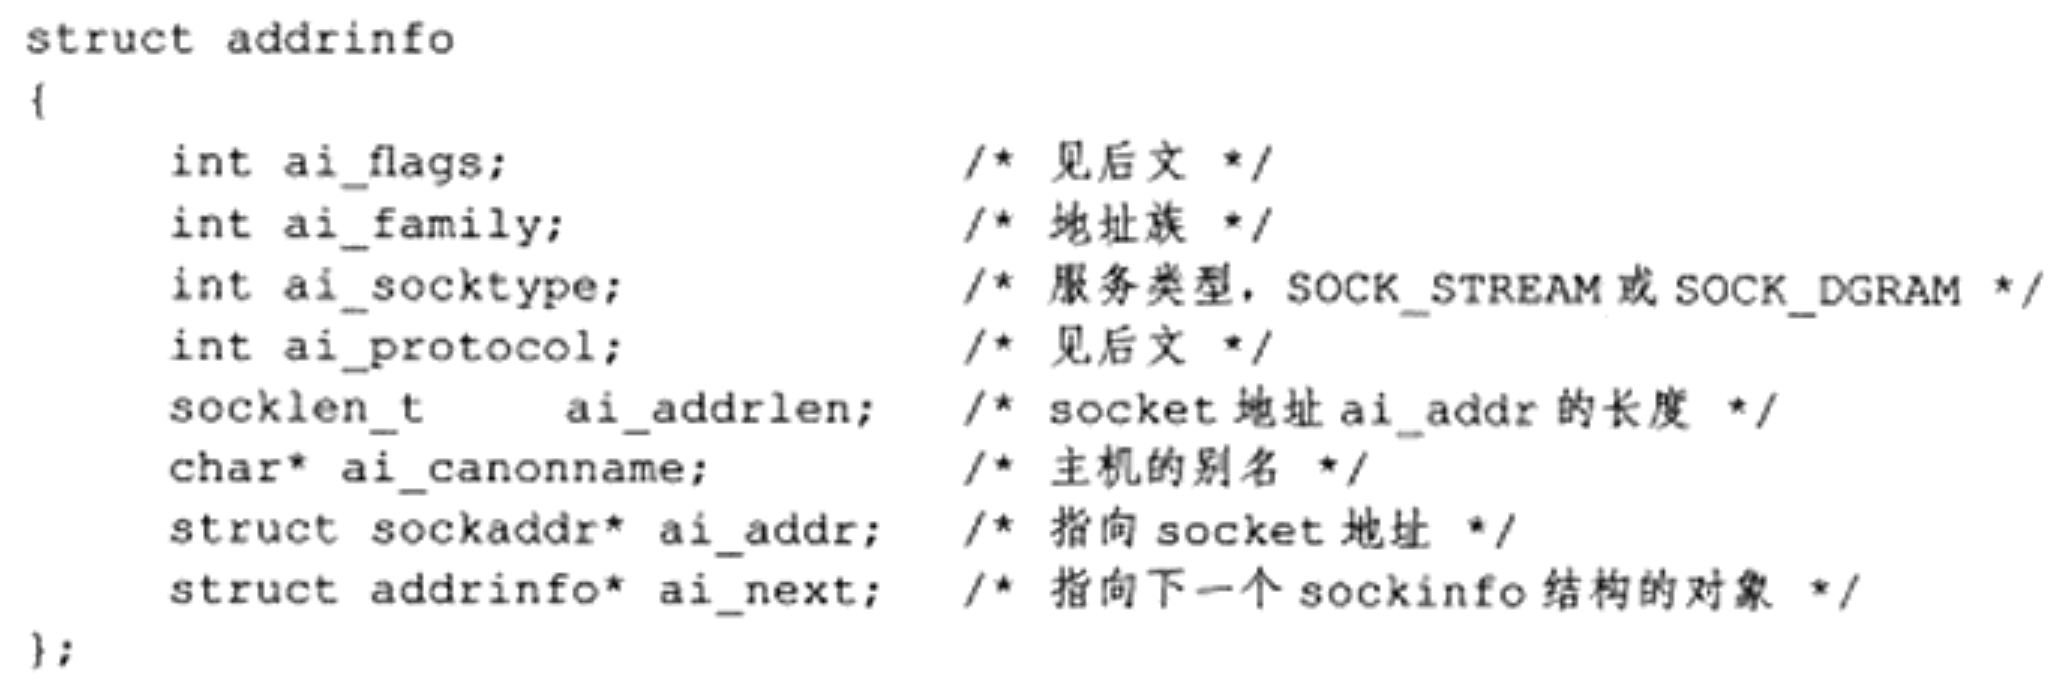 struct addrinfo
{
int ai_flags; /* 见后文 */
int ai_family; /* 地址族 */
int ai_socktype; /* 服务类型，SOCK_STREAM 或 SOCK_DGRAM */
int ai_protocol; /* 见后文 */
socklen_t ai_addrlen; /* socket 地址 ai_addr 的长度 */
char* ai_canonname; /* 主机的别名 */
struct sockaddr* ai_addr; /* 指向 socket 地址 */
struct addrinfo* ai_next; /* 指向下一个 sockinfo 结构的对象 */
};